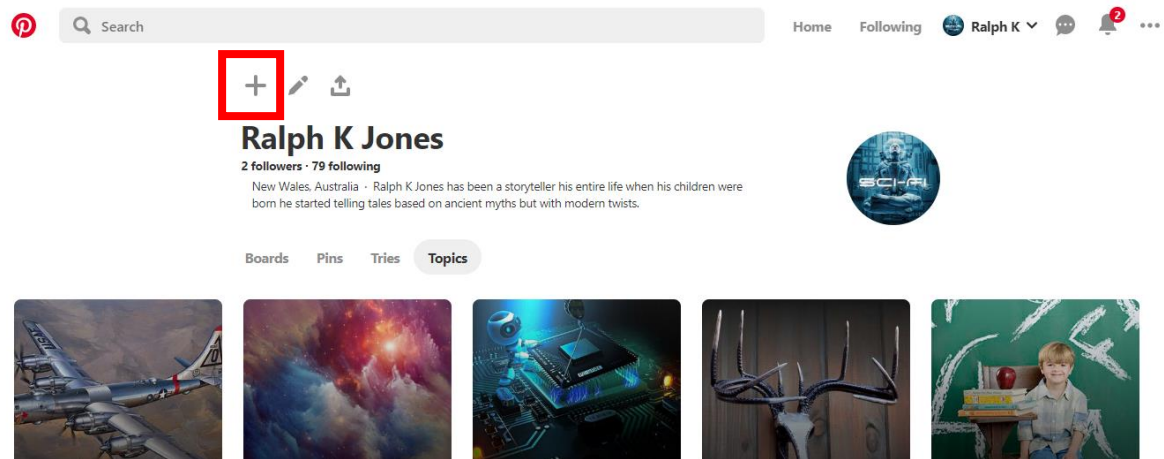 Search
Home Following Ralph K
2
Ralph K Jones
2 followers · 79 following
New Wales, Australia · Ralph K Jones has been a storyteller his entire life when his children were
born he started telling tales based on ancient myths but with modern twists.
SCI-FI
Boards Pins Tries Topics